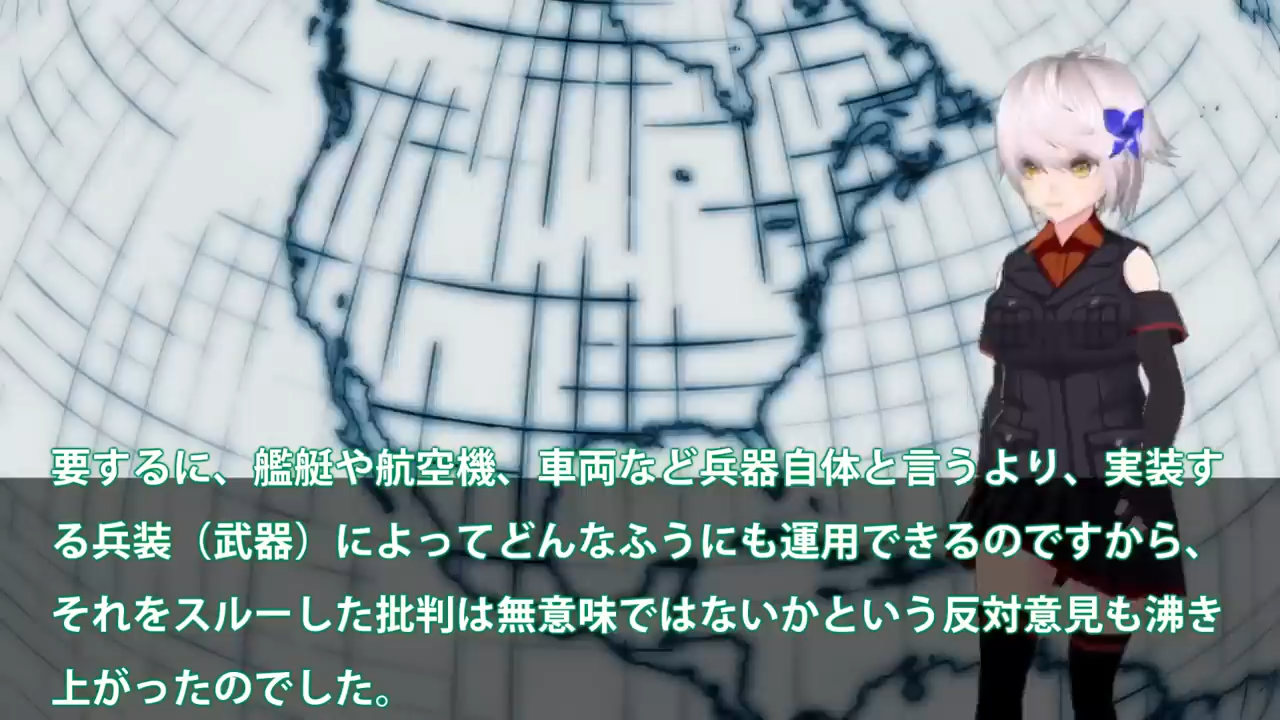 要するに、艦艇や航空機、車両など兵器自体と言うより、実装す
る兵装（武器）によってどんなふうにも運用できるのですから、
それをスルーした批判は無意味ではないかという反対意見も沸き
上がったのでした。